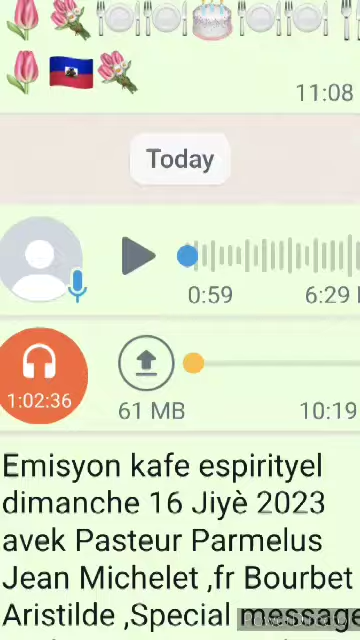 11:08
Today
0:59 6:29
1:02:36
61 MB 10:19
Emisyon kafe espirityel
dimanche 16 Jiyè 2023
avek Pasteur Parmelus
Jean Michelet ,fr Bourbet
Aristilde ,Special message